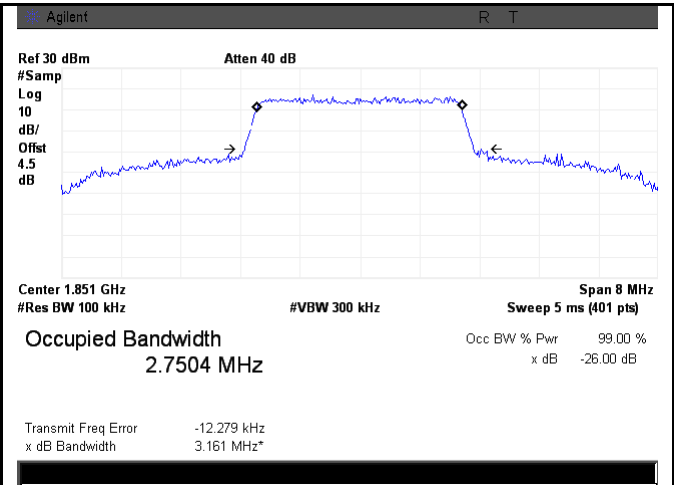 Agilent R T
Ref 30 dBm Atten 40 dB
#Samp
Log
10
dB/
Offst
4.5
dB
Center 1.851 GHz Span 8 MHz
#Res BW 100 kHz #VBW 300 kHz Sweep 5 ms (401 pts)
Occupied Bandwidth Occ BW % Pwr 99.00 %
2.7504 MHz x dB -26.00 dB
Transmit Freq Error -12.279 kHz
x dB Bandwidth 3.161 MHz*